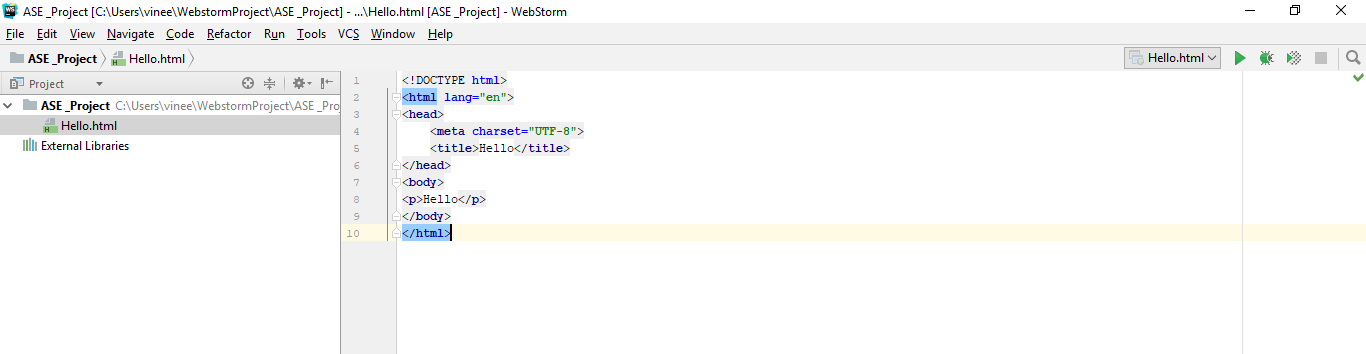 WS ASE _Project [C:\Users\vinee\WebstormProject\ASE _Project] - ...\Hello.html [ASE _Project] - WebStorm
File Edit View Navigate Code Refactor Run Tools VCS Window Help
ASE _Project Hello.html Hello.html
Project
ASE _Project C:\Users\vinee\WebstormProject\ASE _Pro
Hello.html
External Libraries
1 <!DOCTYPE html>
2 <html lang="en">
3 <head>
4 <meta charset="UTF-8">
5 <title>Hello</title>
6 </head>
7 <body>
8 <p>Hello</p>
9 </body>
10 </html>